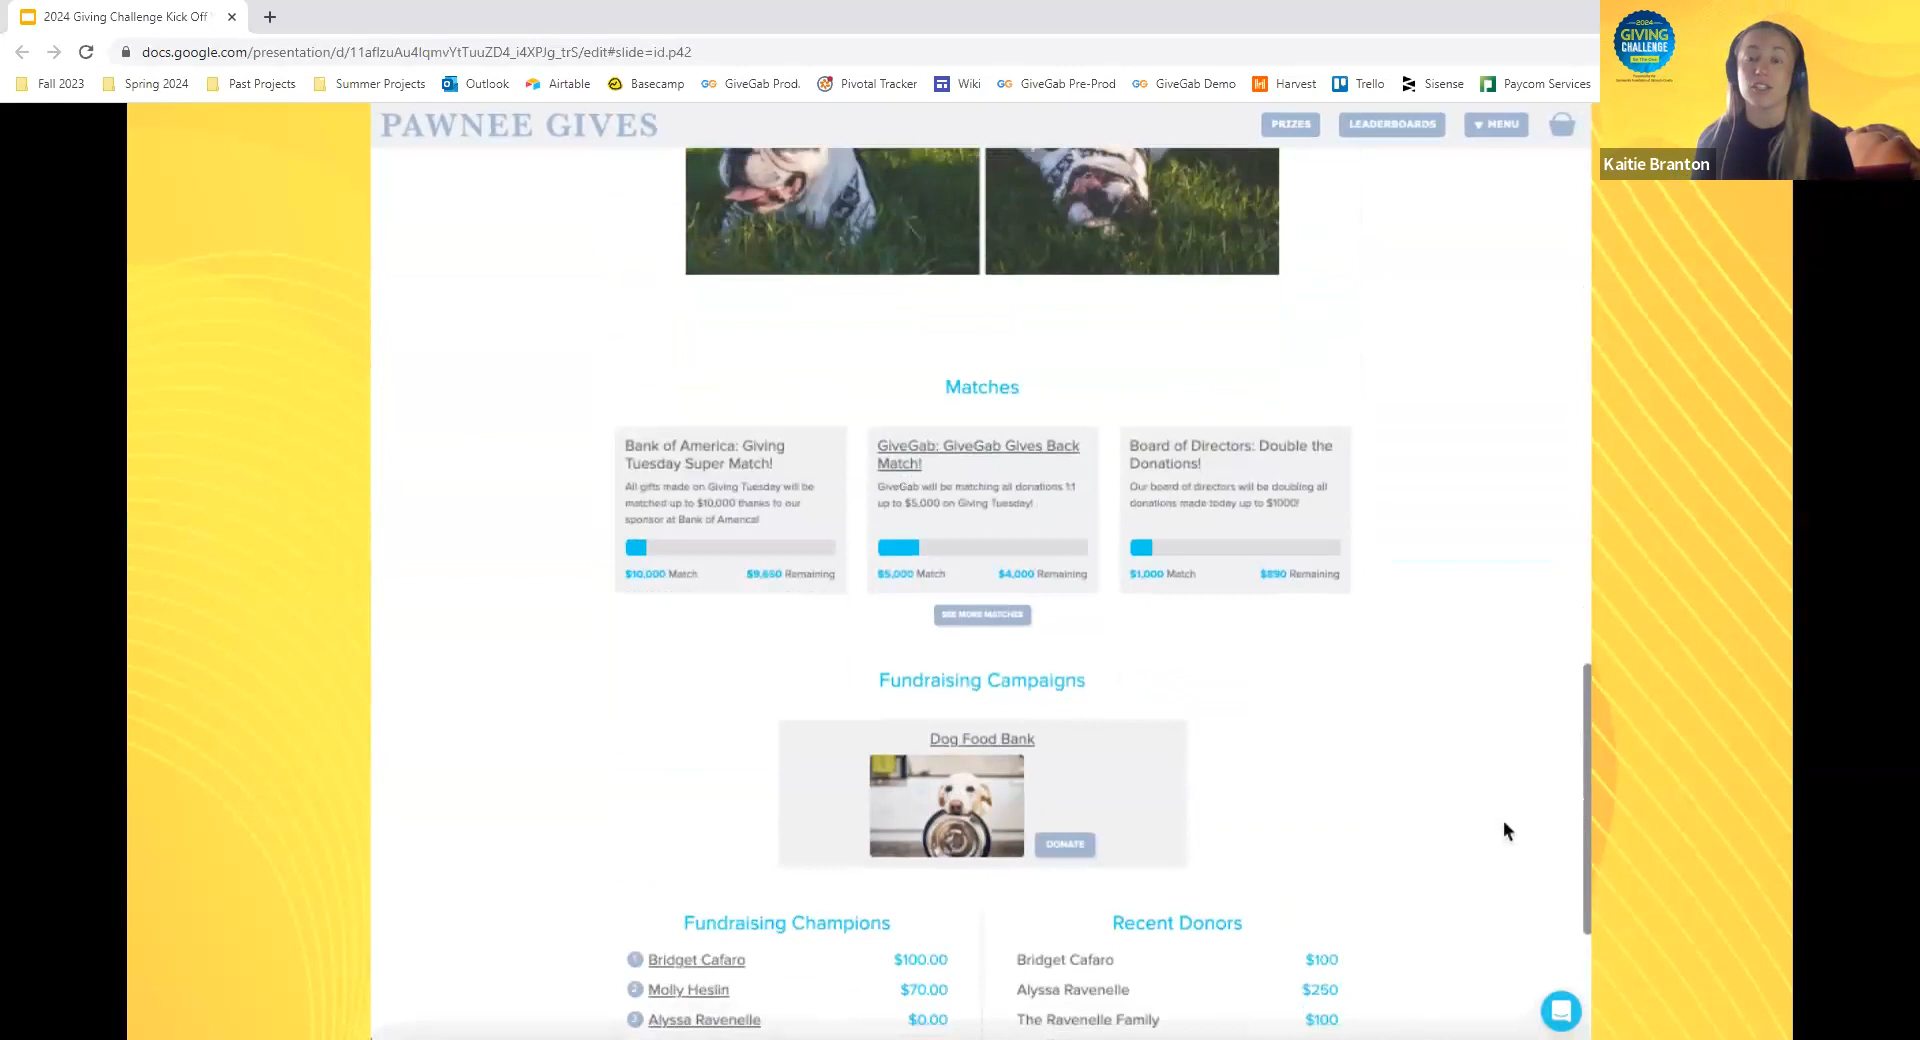 2024 Giving Challenge Kick Off
docs.google.com/presentation/d/11aflzuAu4lqmvYtTuuZD4_i4XPJg_trS/edit#slide=id.p42
Fall 2023 Spring 2024 Past Projects Summer Projects Outlook Airtable Basecamp GiveGab Prod. Pivotal Tracker Wiki GiveGab Pre-Prod GiveGab Demo Harvest Trello Sisense Paycom Services
2024
GIVING
CHALLENGE
Be The One
Kaitie Branton
PAWNEE GIVES
PRIZES LEADERBOARDS MENU
Matches
Bank of America: Giving
Tuesday Super Match!
All gifts made on Giving Tuesday will be
matched up to $10,000 thanks to our
sponsor at Bank of America!
$10,000 Match $9,650 Remaining
GiveGab: GiveGab Gives Back
Match!
GiveGab will be matching all donations 1:1
up to $5,000 on Giving Tuesday!
$5,000 Match $4,000 Remaining
Board of Directors: Double the
Donations!
Our board of directors will be doubling all
donations made today up to $1000!
$1,000 Match $890 Remaining
SEE MORE MATCHES
Fundraising Campaigns
Dog Food Bank
DONATE
Fundraising Champions
1 Bridget Cafaro $100.00
2 Molly Heslin $70.00
3 Alyssa Ravenelle $0.00
Recent Donors
Bridget Cafaro $100
Alyssa Ravenelle $250
The Ravenelle Family $100